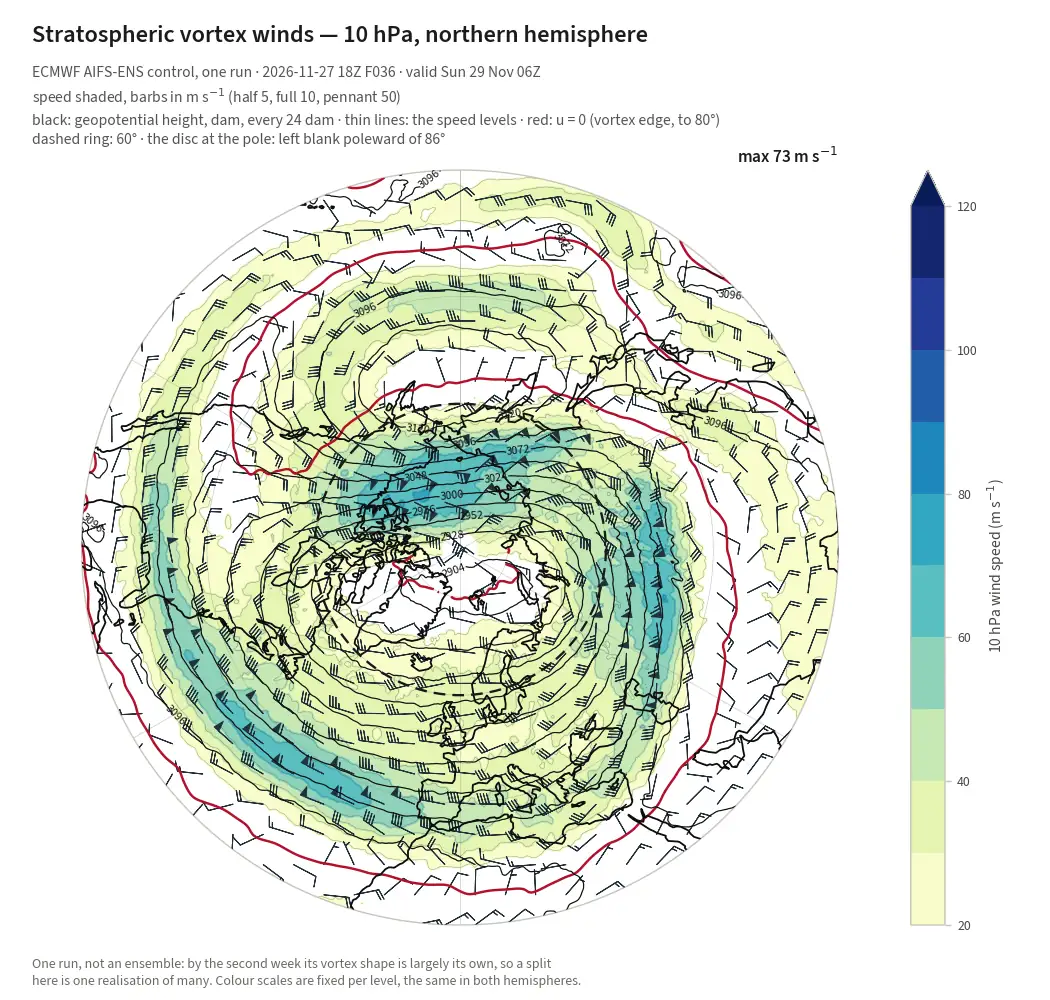 Stratospheric vortex winds — 10 hPa, northern hemisphere
ECMWF AIFS-ENS control, one run · 2026-11-27 18Z F036 · valid Sun 29 Nov 06Z
speed shaded, barbs in m s⁻¹ (half 5, full 10, pennant 50)
black: geopotential height, dam, every 24 dam · thin lines: the speed levels · red: u = 0 (vortex edge, to 80°)
dashed ring: 60° · the disc at the pole: left blank poleward of 86°
max 73 m s⁻¹
3096
3096
3096
3096
3072
3096
3048
3000
2952
2928
2904
3096
3096
120
100
80
60
40
20
10 hPa wind speed (m s⁻¹)
One run, not an ensemble: by the second week its vortex shape is largely its own, so a split
here is one realisation of many. Colour scales are fixed per level, the same in both hemispheres.